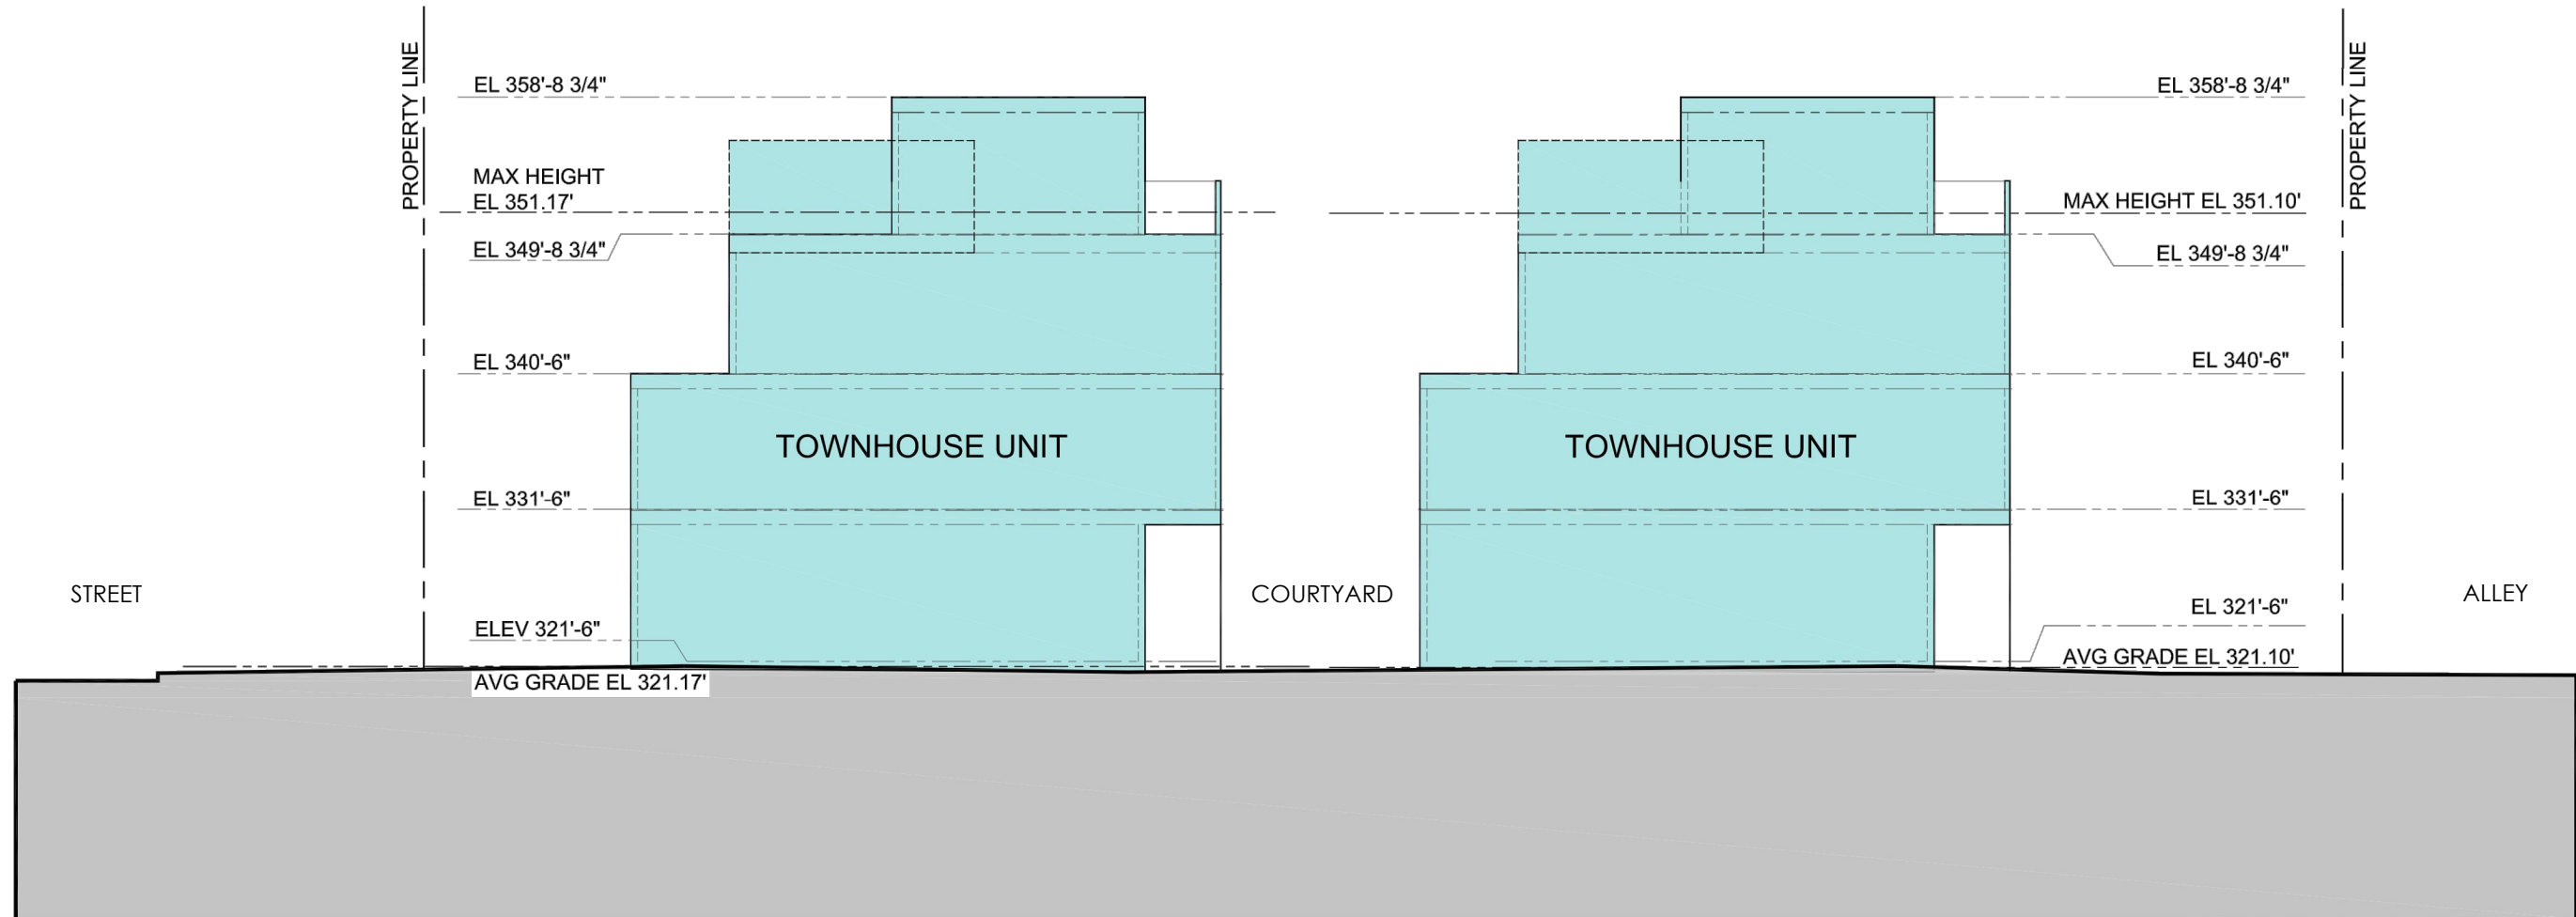 PROPERTY LINE
EL 358'-8 3/4"
MAX HEIGHT
EL 351.17'
EL 349'-8 3/4"
EL 340'-6"
EL 331'-6"
ELEV 321'-6"
AVG GRADE EL 321.17'
STREET
TOWNHOUSE UNIT
COURTYARD
TOWNHOUSE UNIT
EL 358'-8 3/4"
MAX HEIGHT EL 351.10'
EL 349'-8 3/4"
EL 340'-6"
EL 331'-6"
EL 321'-6"
AVG GRADE EL 321.10'
PROPERTY LINE
ALLEY